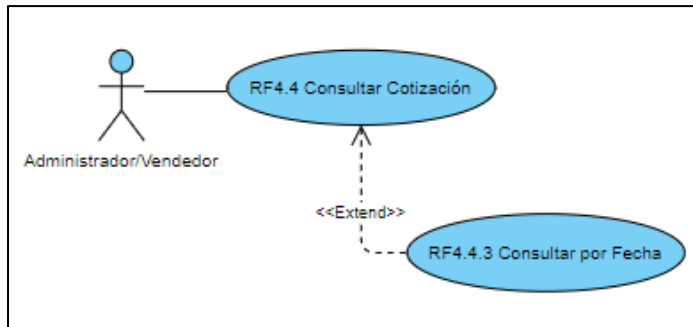 RF4.4 Consultar Cotización
Administrador/Vendedor
<<Extend>>
RF4.4.3 Consultar por Fecha